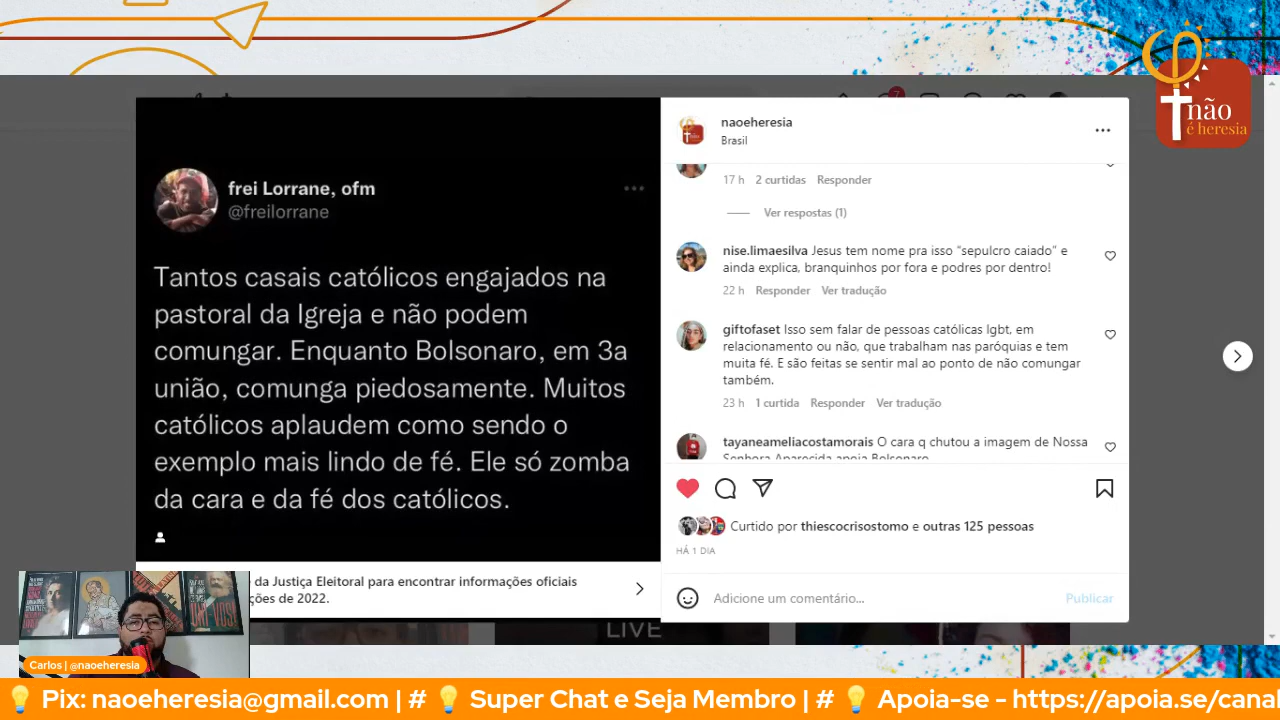 não
é heresia
7
naoeheresia
Brasil
frei Lorrane, ofm
@freilorrane
Tantos casais católicos engajados na
pastoral da Igreja e não podem
comungar. Enquanto Bolsonaro, em 3a
união, comunga piedosamente. Muitos
católicos aplaudem como sendo o
exemplo mais lindo de fé. Ele só zomba
da cara e da fé dos católicos.
da Justiça Eleitoral para encontrar informações oficiais
ções de 2022.
17 h 2 curtidas Responder
Ver respostas (1)
nise.limaesilva Jesus tem nome pra isso “sepulcro caiado” e
ainda explica, branquinhos por fora e podres por dentro!
22 h Responder Ver tradução
giftofaset Isso sem falar de pessoas católicas lgbt, em
relacionamento ou não, que trabalham nas paróquias e tem
muita fé. E são feitas se sentir mal ao ponto de não comungar
também.
23 h 1 curtida Responder Ver tradução
tayaneameliacostamorais O cara q chutou a imagem de Nossa
Senhora Aparecida apoia Bolsonaro
Curtido por thiescocrisostomo e outras 125 pessoas
HÁ 1 DIA
Adicione um comentário... Publicar
LIVE
Carlos | @naoeheresia
💡 Pix: naoeheresia@gmail.com | # 💡 Super Chat e Seja Membro | # 💡 Apoia-se - https://apoia.se/canal